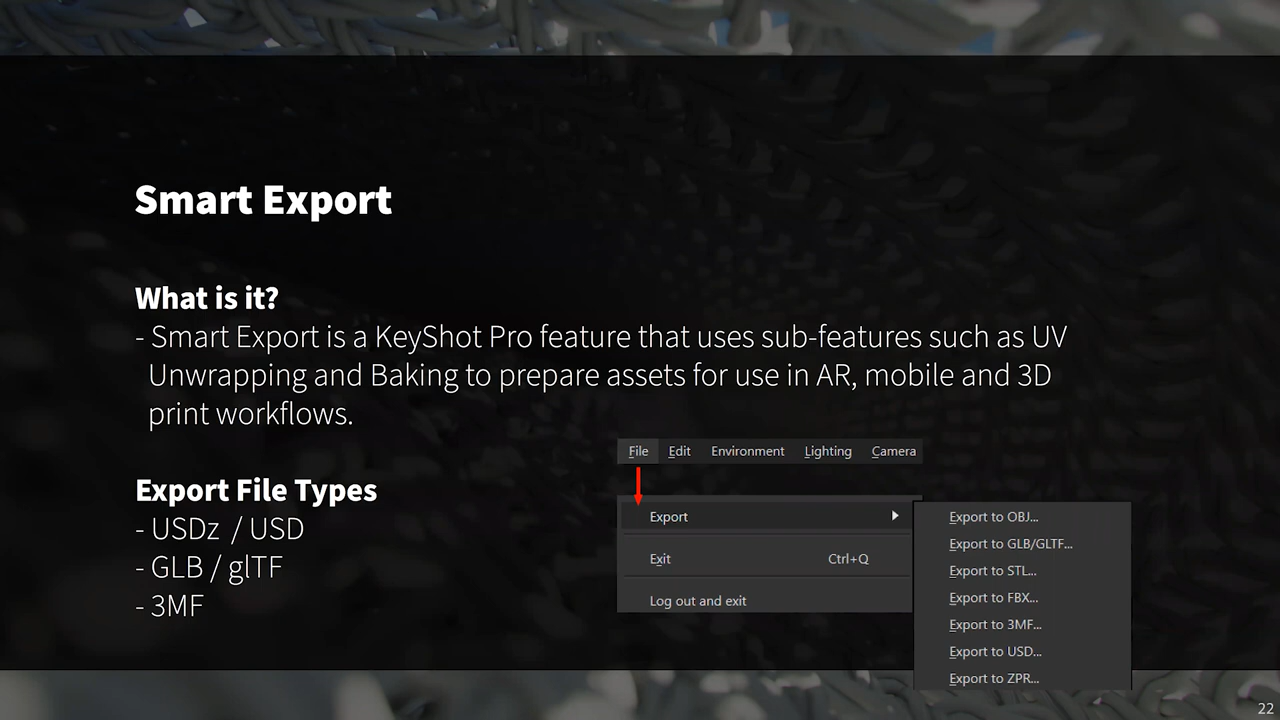 Smart Export
What is it?
- Smart Export is a KeyShot Pro feature that uses sub-features such as UV
Unwrapping and Baking to prepare assets for use in AR, mobile and 3D
print workflows.
File Edit Environment Lighting Camera
Export File Types
- USDz / USD
- GLB / glTF
- 3MF
Export
Exit Ctrl+Q
Log out and exit
Export to OBJ...
Export to GLB/GLTF...
Export to STL...
Export to FBX...
Export to 3MF...
Export to USD...
Export to ZPR...
22